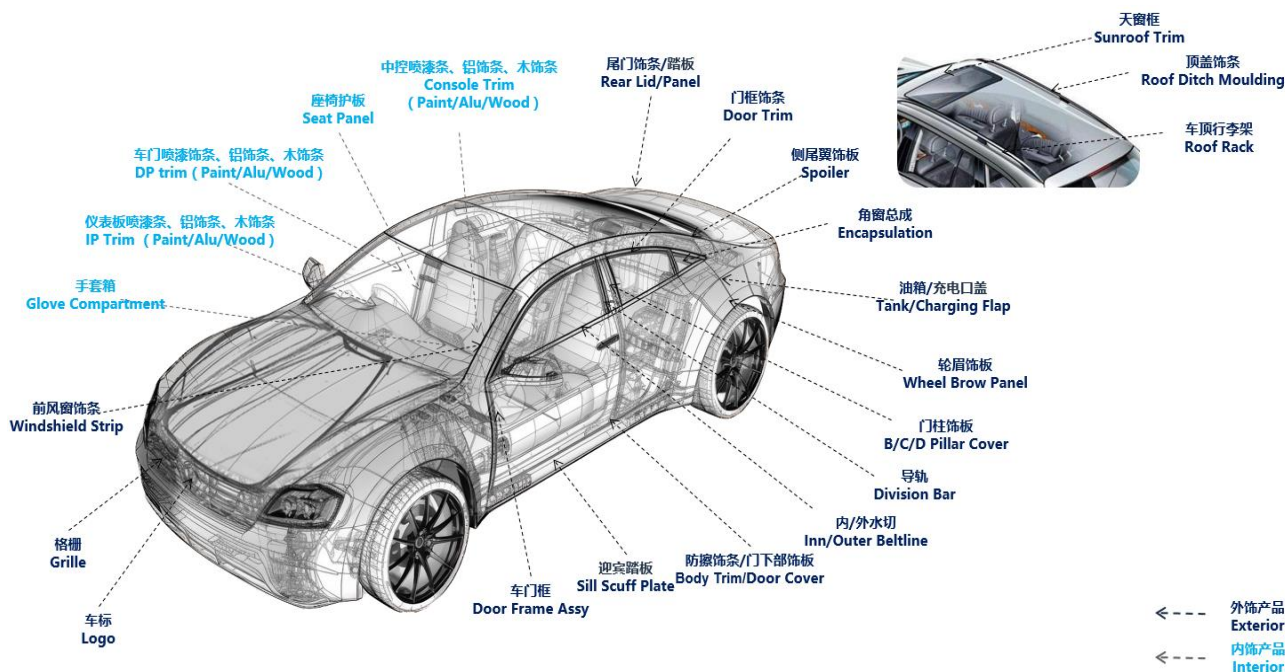 天窗框
Sunroof Trim
顶盖饰条
Roof Ditch Moulding
车顶行李架
Roof Rack
尾门饰条/踏板
Rear Lid/Panel
中控喷漆条、铝饰条、木饰条
Console Trim
（Paint/Alu/Wood）
座椅护板
Seat Panel
门框饰条
Door Trim
车门喷漆饰条、铝饰条、木饰条
DP trim（Paint/Alu/Wood）
侧尾翼饰板
Spoiler
仪表板喷漆条、铝饰条、木饰条
IP Trim （Paint/Alu/Wood）
角窗总成
Encapsulation
手套箱
Glove Compartment
油箱/充电口盖
Tank/Charging Flap
轮眉饰板
Wheel Brow Panel
前风窗饰条
Windshield Strip
门柱饰板
B/C/D Pillar Cover
导轨
Division Bar
内/外水切
Inn/Outer Beltline
格栅
Grille
防擦饰条/门下部饰板
Body Trim/Door Cover
迎宾踏板
Sill Scuff Plate
车门框
Door Frame Assy
车标
Logo
外饰产品
Exterior
内饰产品
Interior